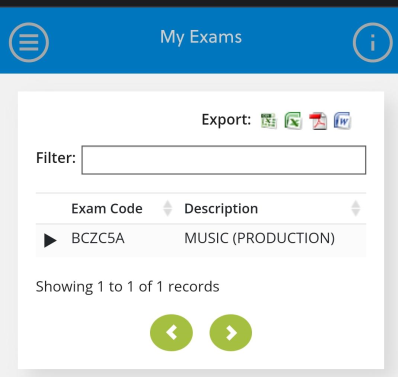 My Exams
Export:
Filter:
Exam Code Description
BCZC5A MUSIC (PRODUCTION)
Showing 1 to 1 of 1 records